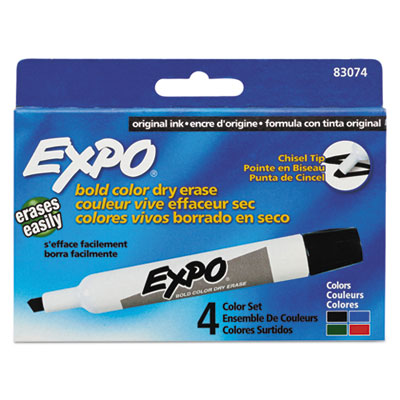 83074
original ink • encre d'origine • formula con tinta original
EXPO®
bold color dry erase
couleur vive effaceur sec
colores vivos borrado en seco
Chisel Tip
Pointe en Biseau
Punta de Cincel
erases
easily
s'efface facilement
borra facilmente
EXPO®
BOLD COLOR DRY ERASE
4 Color Set
Ensemble De Couleurs
Colores Surtidos
Colors
Couleurs
Colores